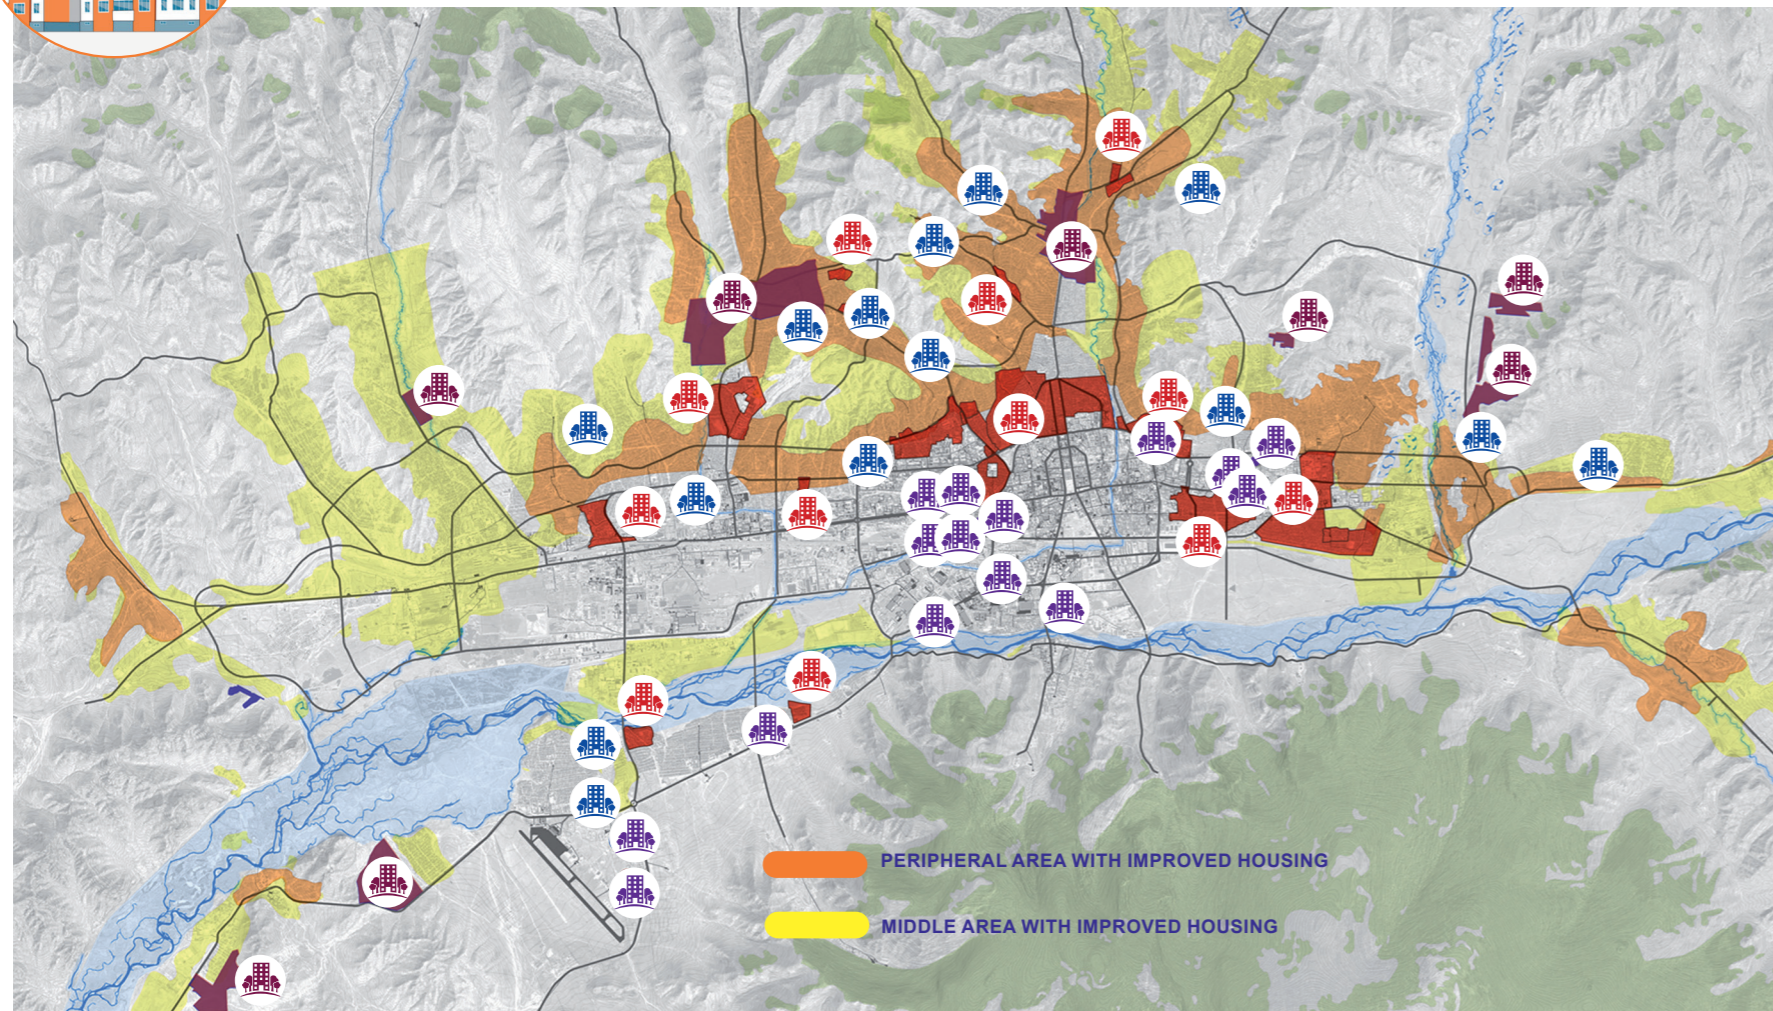 PERIPHERAL AREA WITH IMPROVED HOUSING
MIDDLE AREA WITH IMPROVED HOUSING